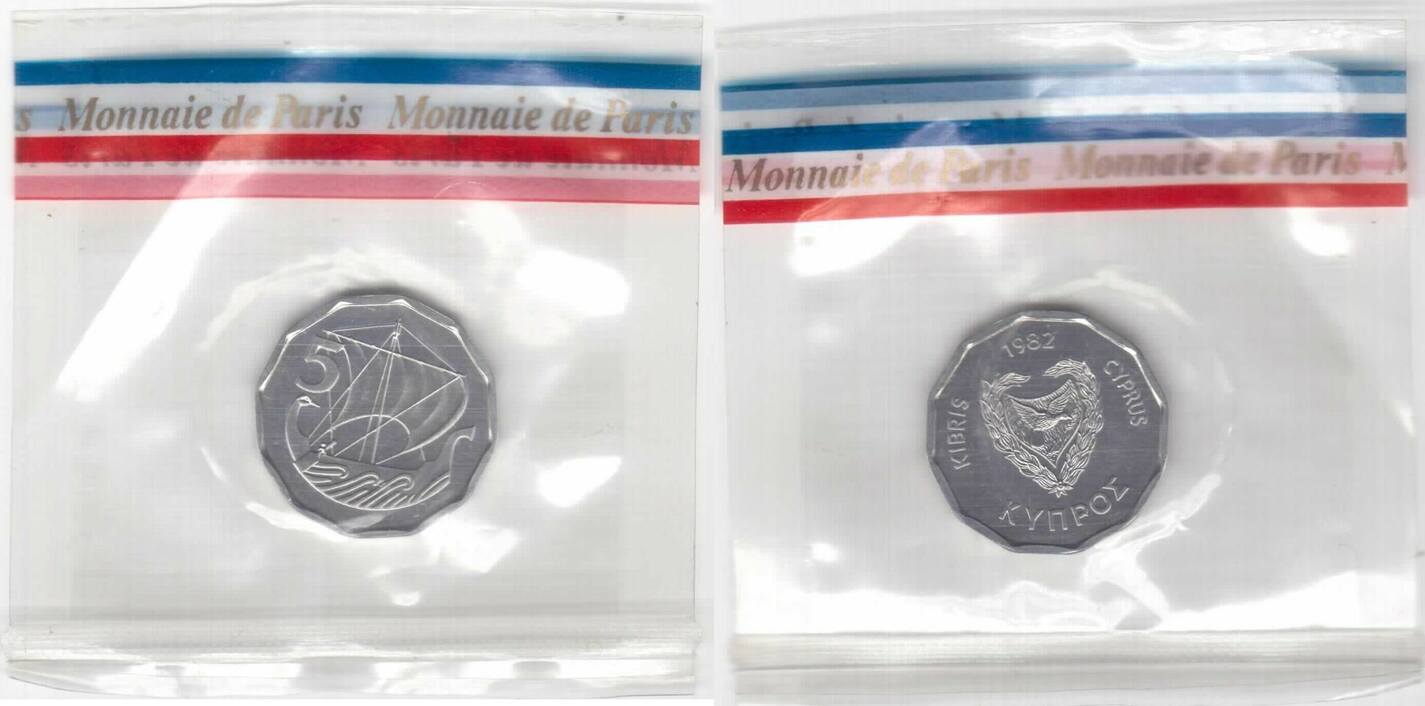 s Monnaie de Paris Monnaie de Paris
5
Monnaie de Paris Monnaie de Paris M
1982
KIBRIS
CYPRUS
ΚΥΠΡΟΣ